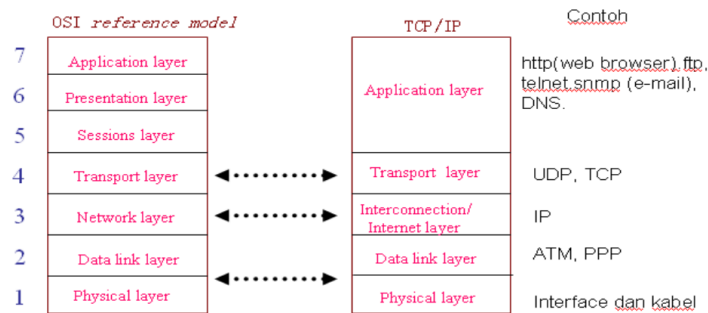 OSI reference model
TCP/IP
Contoh
7
Application layer
6
Presentation layer
5
Sessions layer
Application layer
http(web browser).ftp,
telnet.snmp (e-mail),
DNS.
4
Transport layer
Transport layer
UDP, TCP
3
Network layer
Interconnection/
Internet layer
IP
2
Data link layer
Data link layer
ATM, PPP
1
Physical layer
Physical layer
Interface dan kabel